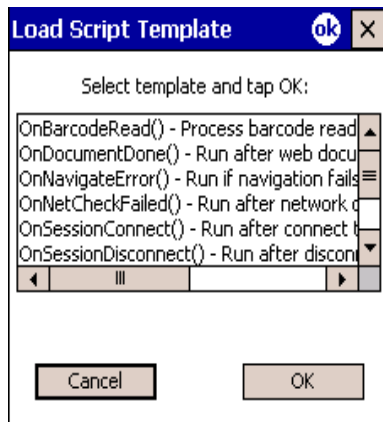 Load Script Template ok
Select template and tap OK:
OnBarcodeRead() - Process barcode read
OnDocumentDone() - Run after web docu
OnNavigateError() - Run if navigation fails
OnNetCheckFailed() - Run after network
OnSessionConnect() - Run after connect
OnSessionDisconnect() - Run after discon
Cancel OK